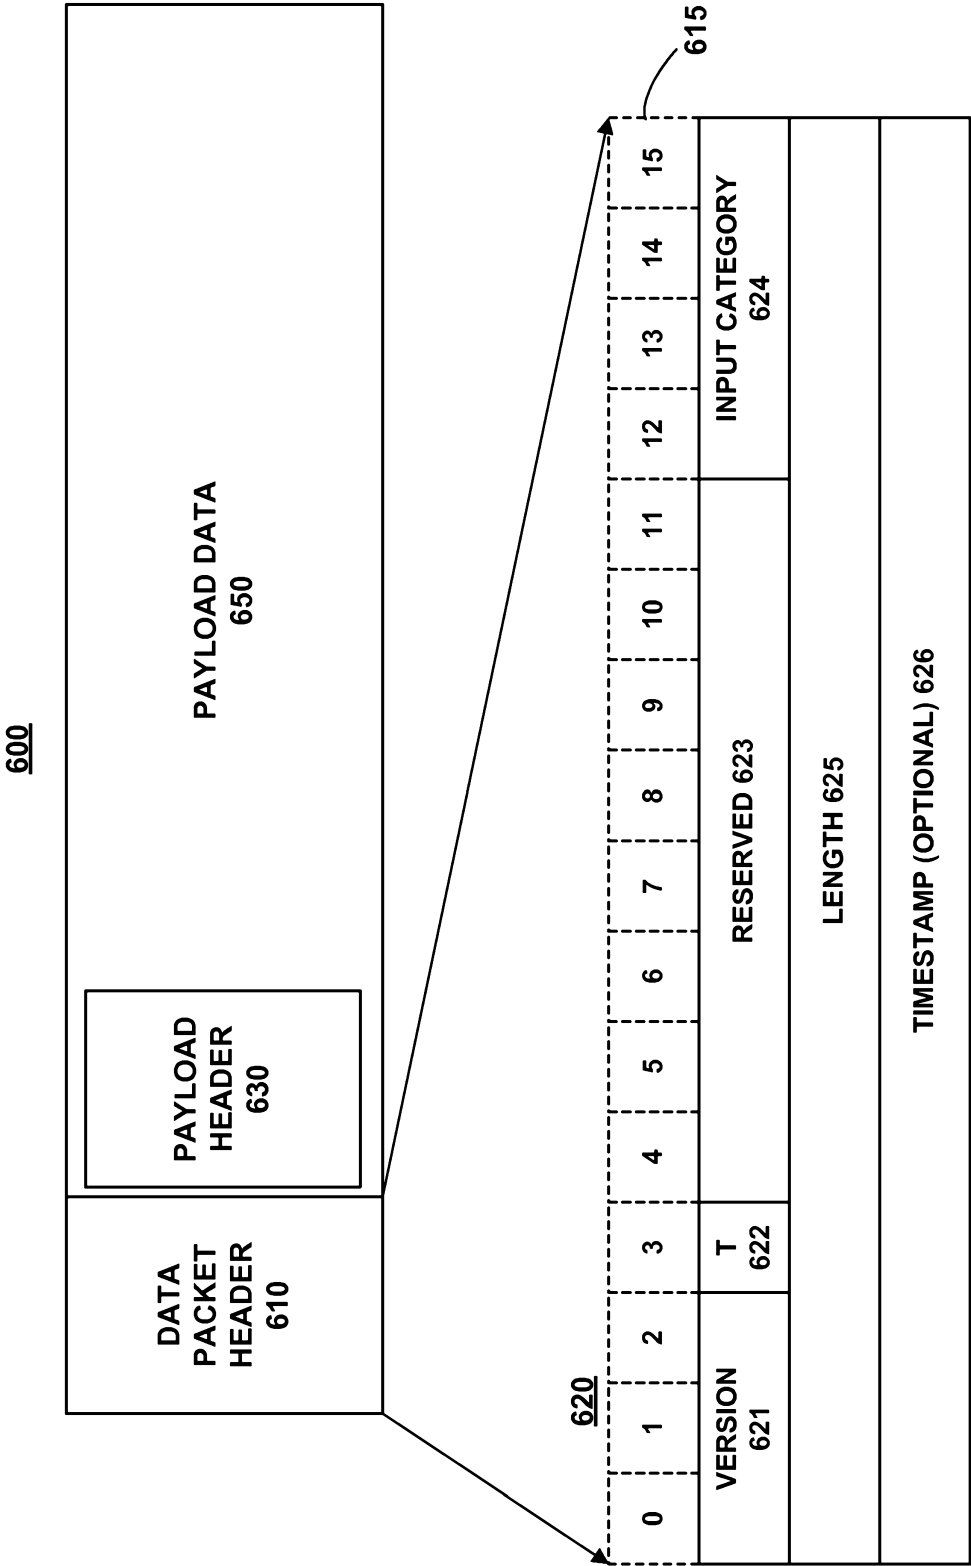 600
DATA
PACKET
HEADER
610
PAYLOAD
HEADER
630
PAYLOAD DATA
650
620
615
0 1 2 3 4 5 6 7 8 9 10 11 12 13 14 15
VERSION
621
T
622
RESERVED 623
INPUT CATEGORY
624
LENGTH 625
TIMESTAMP (OPTIONAL) 626